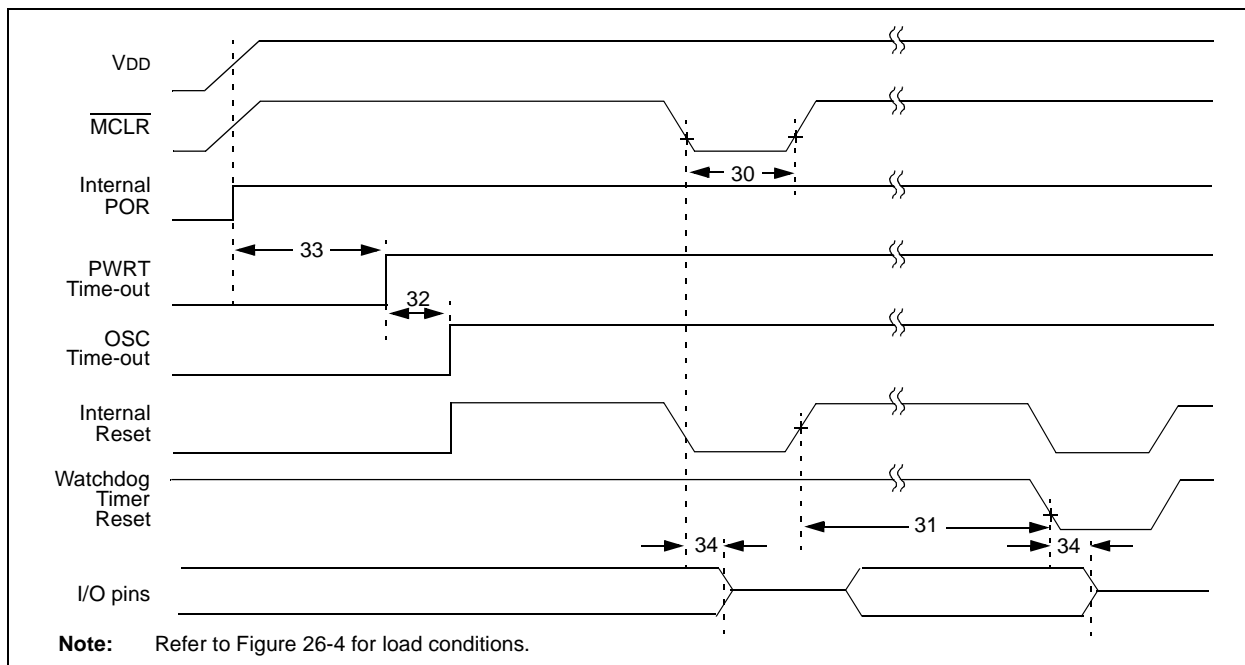 VDD
MCLR
30
Internal
POR
33
PWRT
Time-out
32
OSC
Time-out
Internal
Reset
Watchdog
Timer
Reset
31
34
34
I/O pins
Note: Refer to Figure 26-4 for load conditions.